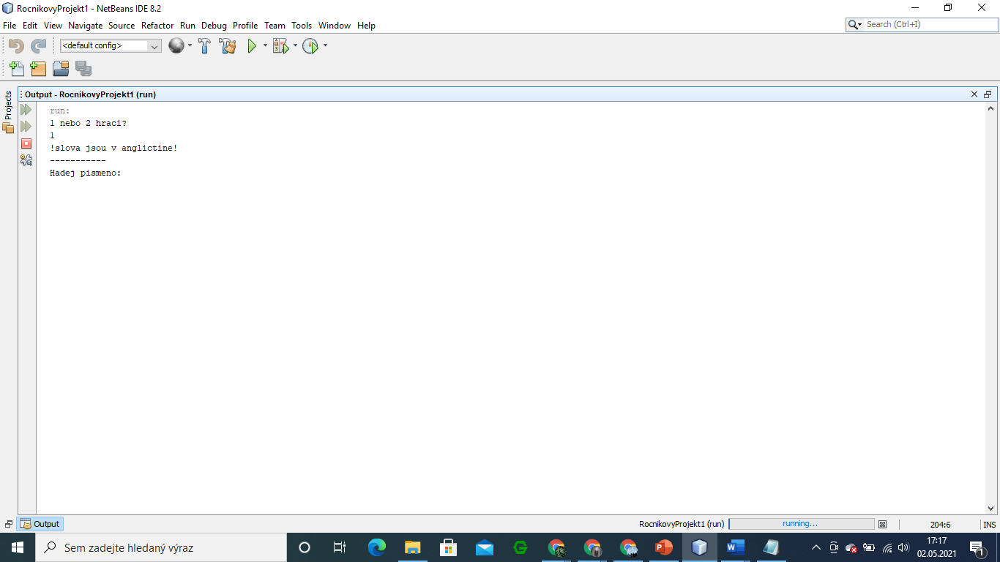 RocnikovyProjekt1 - NetBeans IDE 8.2
File Edit View Navigate Source Refactor Run Debug Profile Team Tools Window Help
Search (Ctrl+I)
<default config>
Projects
Output - RocnikovyProjekt1 (run)
run:
1 nebo 2 hraci?
1
!slova jsou v anglictine!
-----------
Hadej pismeno:
Output
RocnikovyProjekt1 (run)
running...
204:6
INS
Sem zadejte hledaný výraz
17:17
02.05.2021
1